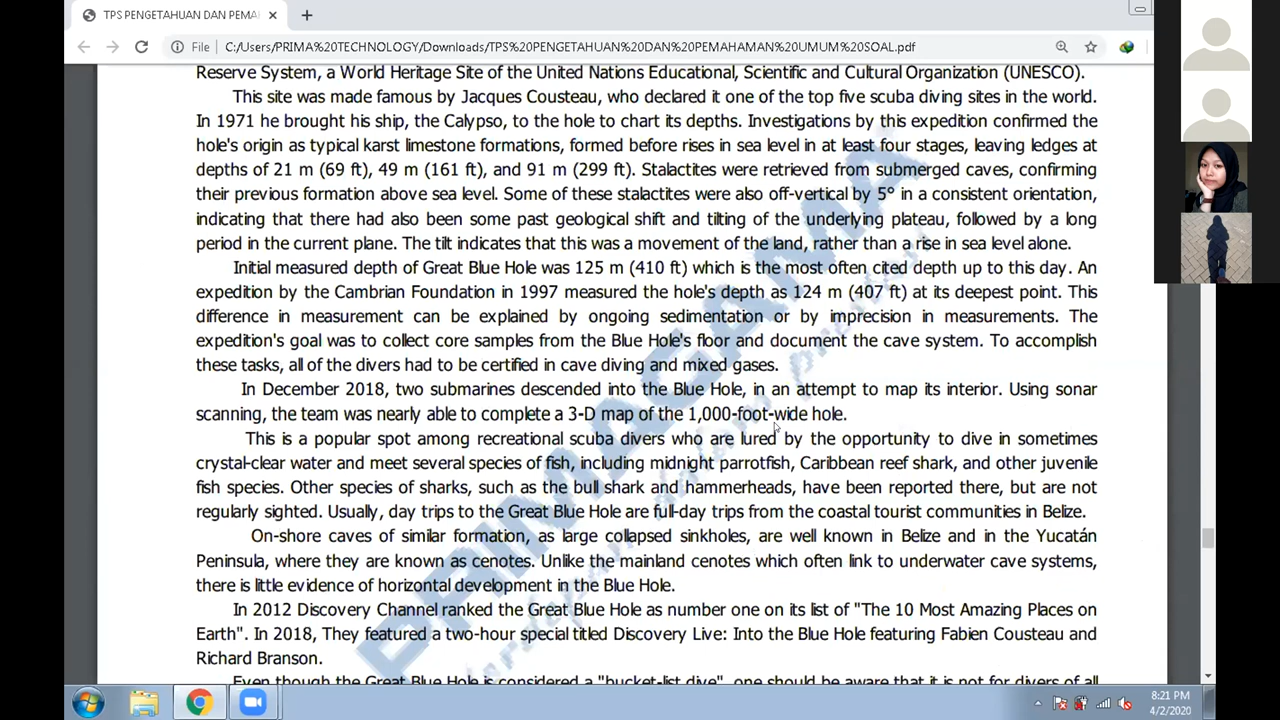 TPS PENGETAHUAN DAN PEMA
File
C:/Users/PRIMA%20TECHNOLOGY/Downloads/TPS%20PENGETAHUAN%20DAN%20PEMAHAMAN%20UMUM%20SOAL.pdf
Reserve System, a World Heritage Site of the United Nations Educational, Scientific and Cultural Organization (UNESCO).
This site was made famous by Jacques Cousteau, who declared it one of the top five scuba diving sites in the world.
In 1971 he brought his ship, the Calypso, to the hole to chart its depths. Investigations by this expedition confirmed the
hole's origin as typical karst limestone formations, formed before rises in sea level in at least four stages, leaving ledges at
depths of 21 m (69 ft), 49 m (161 ft), and 91 m (299 ft). Stalactites were retrieved from submerged caves, confirming
their previous formation above sea level. Some of these stalactites were also off-vertical by 5° in a consistent orientation,
indicating that there had also been some past geological shift and tilting of the underlying plateau, followed by a long
period in the current plane. The tilt indicates that this was a movement of the land, rather than a rise in sea level alone.
Initial measured depth of Great Blue Hole was 125 m (410 ft) which is the most often cited depth up to this day. An
expedition by the Cambrian Foundation in 1997 measured the hole's depth as 124 m (407 ft) at its deepest point. This
difference in measurement can be explained by ongoing sedimentation or by imprecision in measurements. The
expedition's goal was to collect core samples from the Blue Hole's floor and document the cave system. To accomplish
these tasks, all of the divers had to be certified in cave diving and mixed gases.
In December 2018, two submarines descended into the Blue Hole, in an attempt to map its interior. Using sonar
scanning, the team was nearly able to complete a 3-D map of the 1,000-foot-wide hole.
This is a popular spot among recreational scuba divers who are lured by the opportunity to dive in sometimes
crystal-clear water and meet several species of fish, including midnight parrotfish, Caribbean reef shark, and other juvenile
fish species. Other species of sharks, such as the bull shark and hammerheads, have been reported there, but are not
regularly sighted. Usually, day trips to the Great Blue Hole are full-day trips from the coastal tourist communities in Belize.
On-shore caves of similar formation, as large collapsed sinkholes, are well known in Belize and in the Yucatán
Peninsula, where they are known as cenotes. Unlike the mainland cenotes which often link to underwater cave systems,
there is little evidence of horizontal development in the Blue Hole.
In 2012 Discovery Channel ranked the Great Blue Hole as number one on its list of "The 10 Most Amazing Places on
Earth". In 2018, They featured a two-hour special titled Discovery Live: Into the Blue Hole featuring Fabien Cousteau and
Richard Branson.
Even though the Great Blue Hole is considered a "bucket-list dive", one should be aware that it is not for divers of all
PRIMAGAMA
8:21 PM
4/2/2020